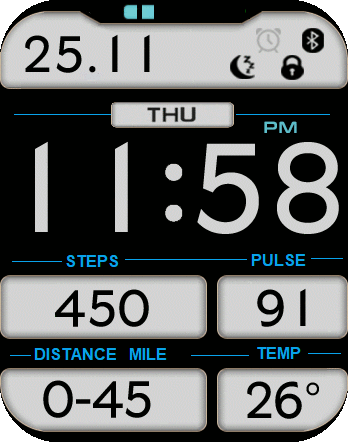 25.11
THU
PM
11:58
STEPS PULSE
450 91
DISTANCE MILE TEMP
0-45 26°